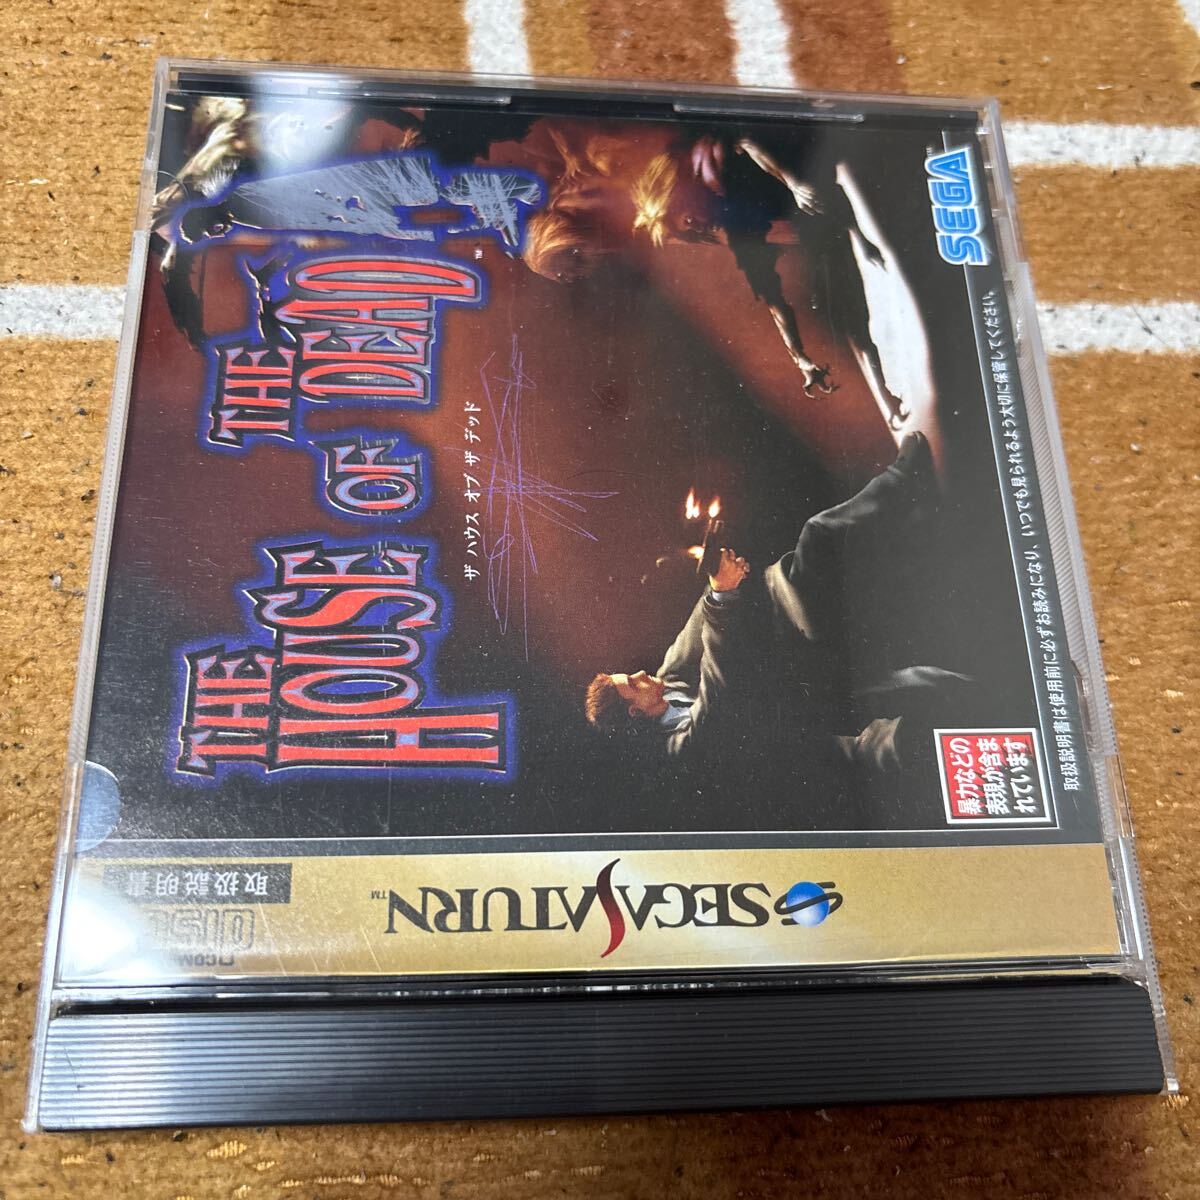 THE
HOUSE OF THE
DEAD™
ザ ハウス オブ ザ デッド
SEGA
取扱説明書は使用前に必ずお読みになり、いつでも見られるよう大切に保管してください。
暴力などの
表現が含ま
れています
SEGASATURN™
取扱説明書